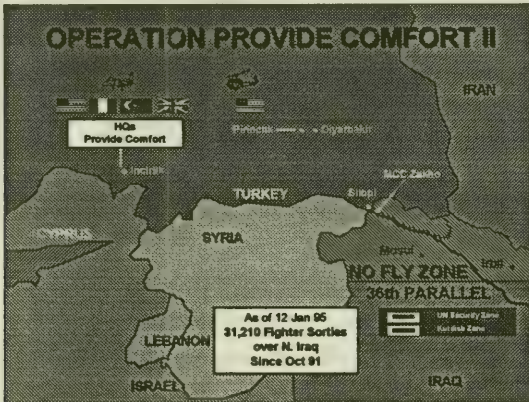 OPERATION PROVIDE COMFORT II
IRAN
HQs
Provide Comfort
Pirinclik
Diyarbakir
Incirlik
MCC Zakho
Silopi
TURKEY
CYPRUS
SYRIA
Mosul
Irbil
NO FLY ZONE
36th PARALLEL
As of 12 Jan 95
31,210 Fighter Sorties
over N. Iraq
Since Oct 91
UN Security Zone
Kurdish Zone
LEBANON
ISRAEL
IRAQ